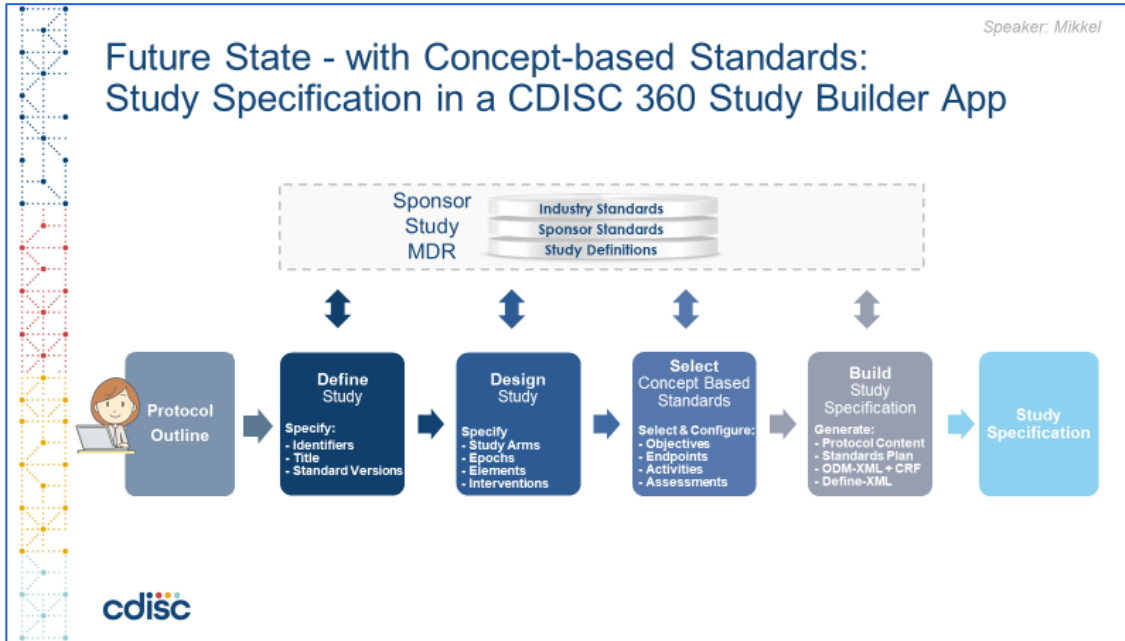 Speaker: Mikkel
Future State - with Concept-based Standards:
Study Specification in a CDISC 360 Study Builder App
Sponsor
Study
MDR
Industry Standards
Sponsor Standards
Study Definitions
Protocol
Outline
Define
Study
Specify:
- Identifiers
- Title
- Standard Versions
Design
Study
Specify
- Study Arms
- Epochs
- Elements
- Interventions
Select
Concept Based
Standards
Select & Configure:
- Objectives
- Endpoints
- Activities
- Assessments
Build
Study
Specification
Generate:
- Protocol Content
- Standards Plan
- ODM-XML + CRF
- Define-XML
Study
Specification
cdisc